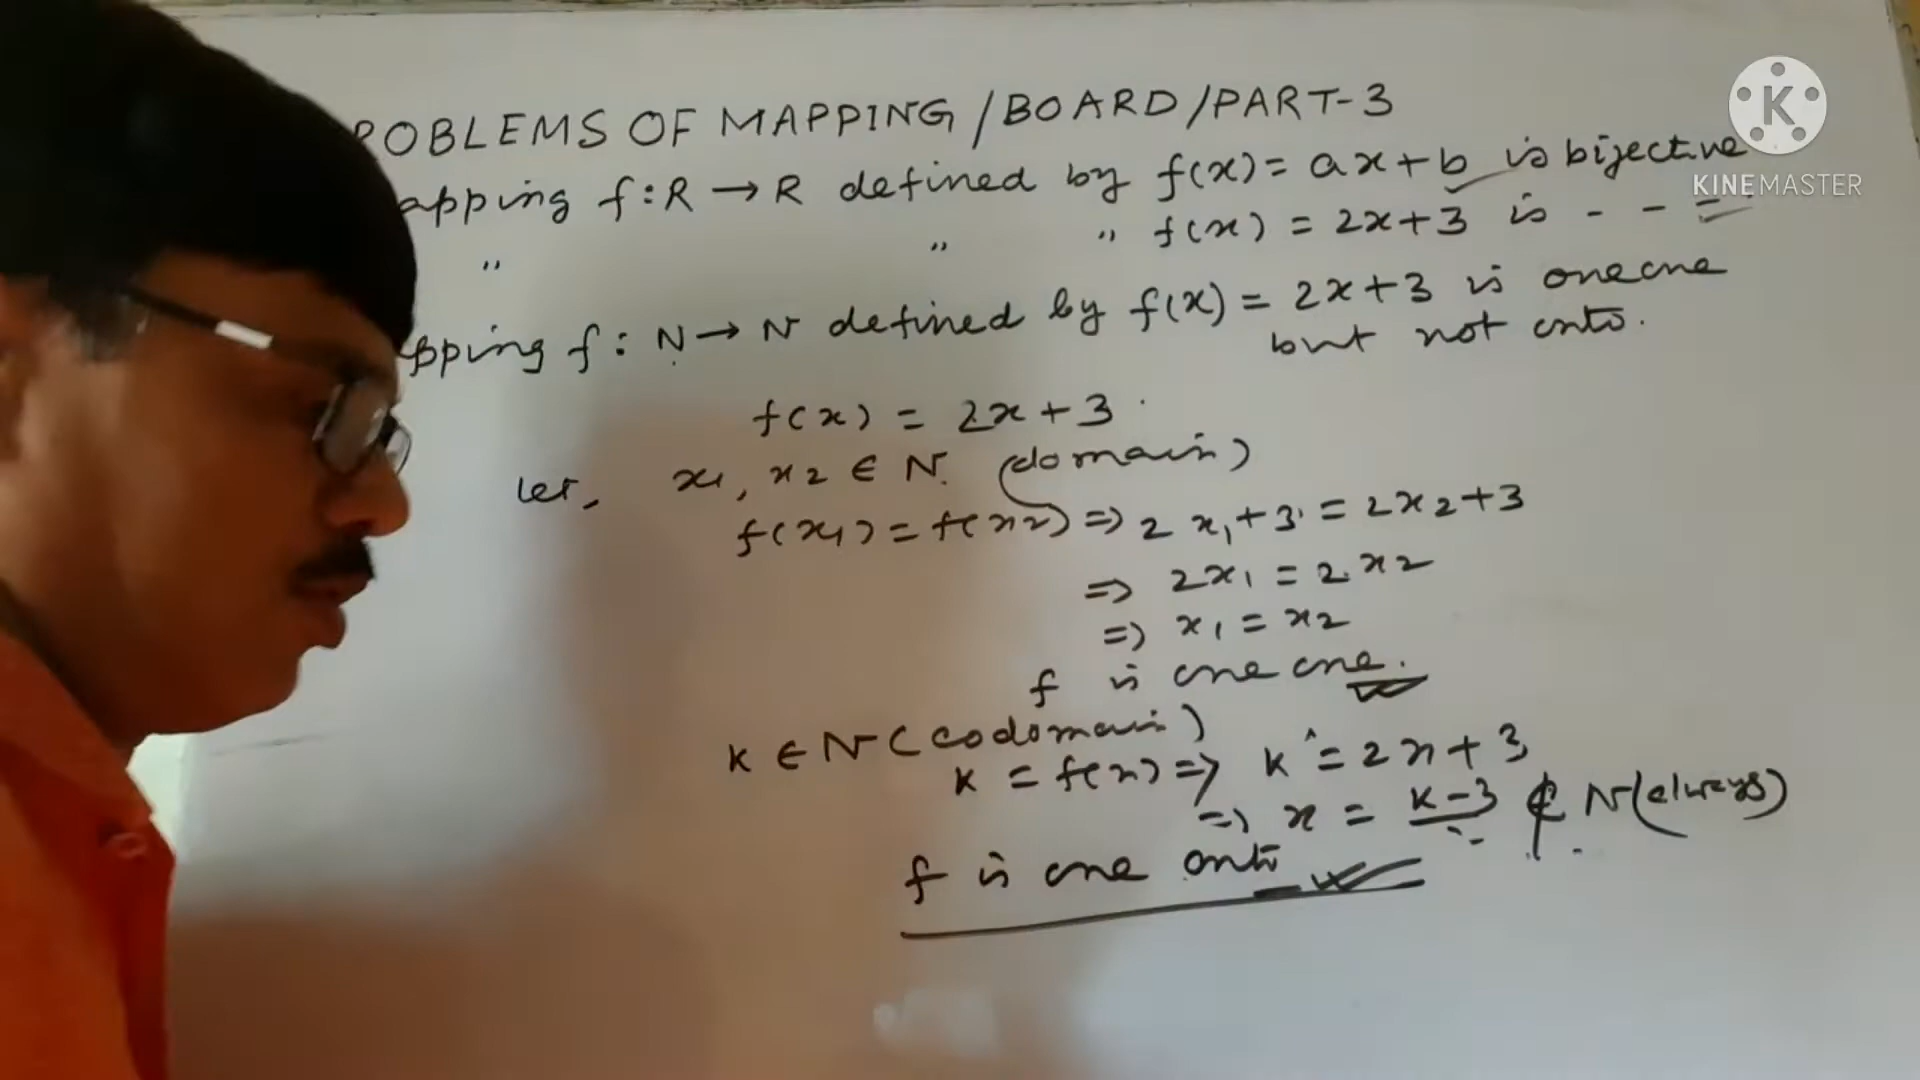 ROBLEMS OF MAPPING/BOARD/PART-3
apping f:R→R defined by f(x)=ax+b is bijective
" " " f(x) = 2x+3 is - - - .
pping f: N→N defined by f(x) = 2x+3 is oneone
but not onto.
f(x) = 2x+3
Let, x₁, x₂ ∈ N. (domain)
f(x₁) = f(x₂) => 2x₁+3 = 2x₂+3
=> 2x₁ = 2x₂
=> x₁ = x₂
f is one one.
K ∈ N (codomain)
K = f(x) => K = 2x+3
=> x = K-3/2 ∉ N (always)
f is one onto
KINEMASTER